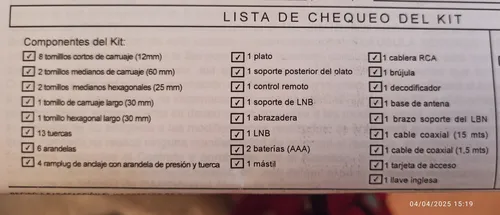 LISTA DE CHEQUEO DEL KIT
Componentes del Kit:
8 tornillos cortos de carruaje (12mm)
2 tornillos medianos de carruaje (60 mm)
2 tornillos medianos hexagonales (25 mm)
1 tornillo de carruaje largo (30 mm)
1 tornillo hexagonal largo (30 mm)
13 tuercas
6 arandelas
4 ramplug de anclaje con arandela de presión y tuerca
1 plato
1 soporte posterior del plato
1 control remoto
1 soporte de LNB
1 abrazadera
1 LNB
2 baterías (AAA)
1 mástil
1 cablera RCA
1 brújula
1 decodificador
1 base de antena
1 brazo soporte del LBN
1 cable coaxial (15 mts)
1 cable de coaxial (1,5 mts)
1 tarjeta de acceso
1 llave inglesa
04/04/2025 15:19